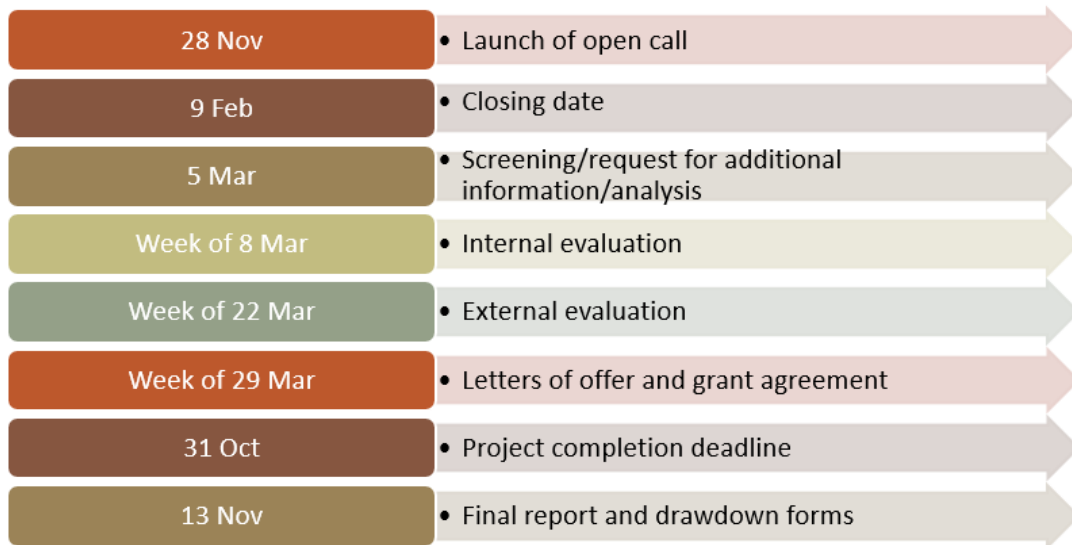 28 Nov
• Launch of open call
9 Feb
• Closing date
5 Mar
• Screening/request for additional
information/analysis
Week of 8 Mar
• Internal evaluation
Week of 22 Mar
• External evaluation
Week of 29 Mar
• Letters of offer and grant agreement
31 Oct
• Project completion deadline
13 Nov
• Final report and drawdown forms